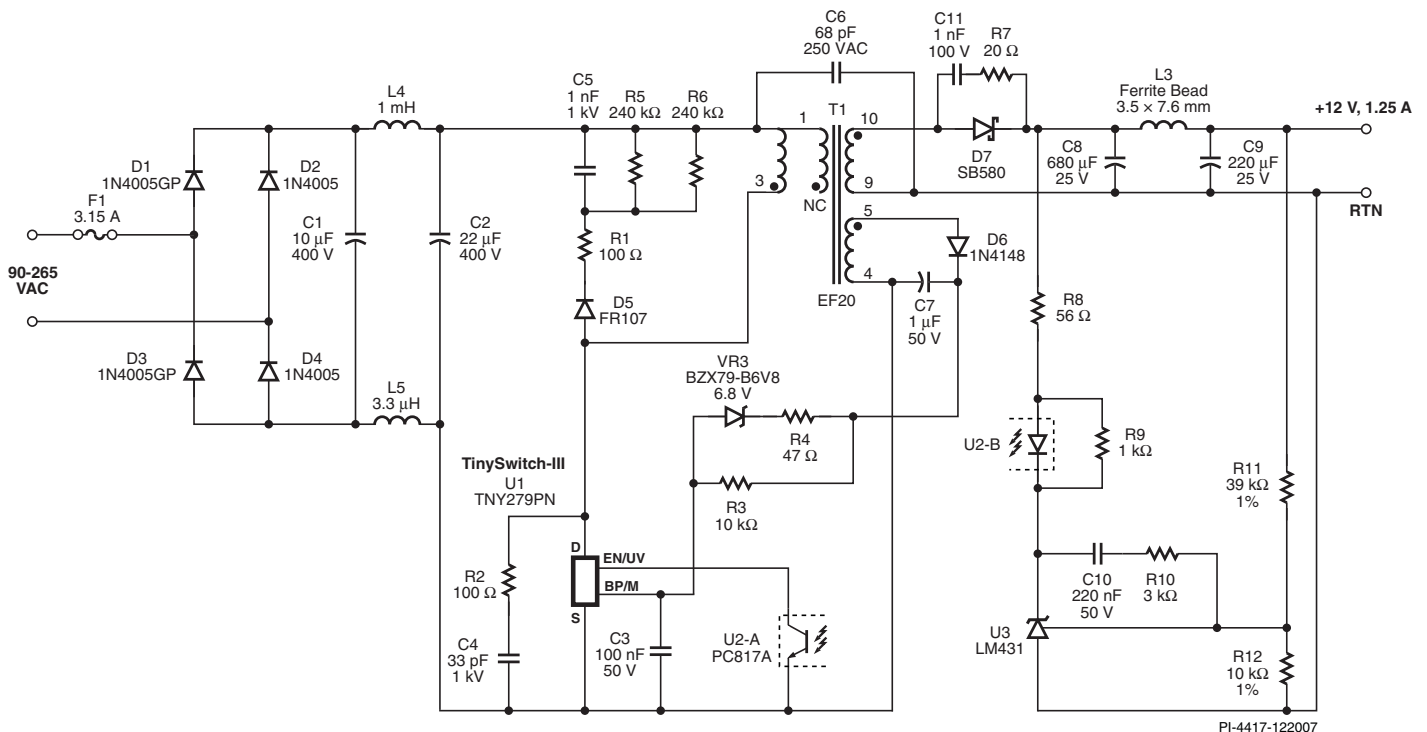 C6
68 pF
250 VAC
C11
1 nF
100 V
R7
20 Ω
L3
Ferrite Bead
3.5 × 7.6 mm
+12 V, 1.25 A
L4
1 mH
C5
1 nF
1 kV
R5
240 kΩ
R6
240 kΩ
T1
1
10
3
9
NC
D7
SB580
C8
680 μF
25 V
C9
220 μF
25 V
RTN
D1
1N4005GP
D2
1N4005
F1
3.15 A
C1
10 μF
400 V
C2
22 μF
400 V
R1
100 Ω
D5
FR107
5
4
EF20
D6
1N4148
C7
1 μF
50 V
R8
56 Ω
90-265
VAC
D3
1N4005GP
D4
1N4005
L5
3.3 μH
VR3
BZX79-B6V8
6.8 V
R4
47 Ω
R3
10 kΩ
U2-B
R9
1 kΩ
R11
39 kΩ
1%
TinySwitch-III
U1
TNY279PN
D
S
EN/UV
BP/M
R2
100 Ω
C4
33 pF
1 kV
C3
100 nF
50 V
U2-A
PC817A
C10
220 nF
50 V
R10
3 kΩ
U3
LM431
R12
10 kΩ
1%
PI-4417-122007